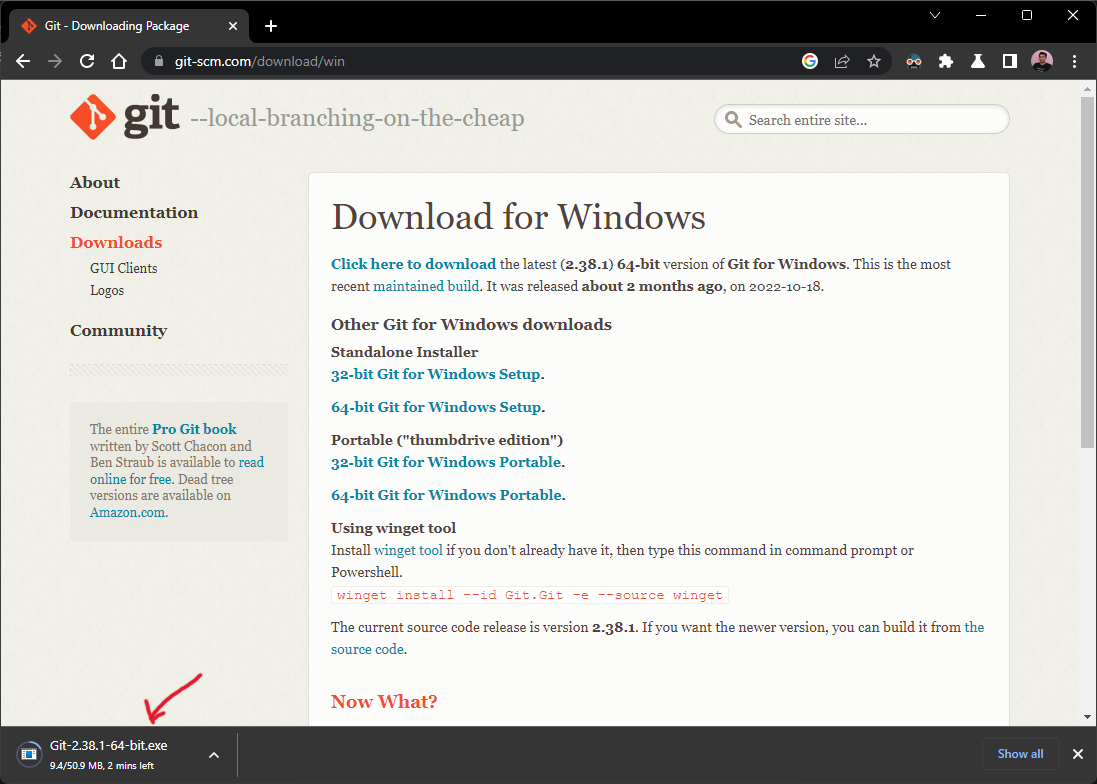 Git - Downloading Package
git-scm.com/download/win
git --local-branching-on-the-cheap
Search entire site...
About
Documentation
Downloads
GUI Clients
Logos
Community
The entire Pro Git book
written by Scott Chacon and
Ben Straub is available to read
online for free. Dead tree
versions are available on
Amazon.com.
Download for Windows
Click here to download the latest (2.38.1) 64-bit version of Git for Windows. This is the most
recent maintained build. It was released about 2 months ago, on 2022-10-18.
Other Git for Windows downloads
Standalone Installer
32-bit Git for Windows Setup.
64-bit Git for Windows Setup.
Portable ("thumbdrive edition")
32-bit Git for Windows Portable.
64-bit Git for Windows Portable.
Using winget tool
Install winget tool if you don't already have it, then type this command in command prompt or
Powershell.
winget install --id Git.Git -e --source winget
The current source code release is version 2.38.1. If you want the newer version, you can build it from the
source code.
Now What?
Git-2.38.1-64-bit.exe
9.4/50.9 MB, 2 mins left
Show all